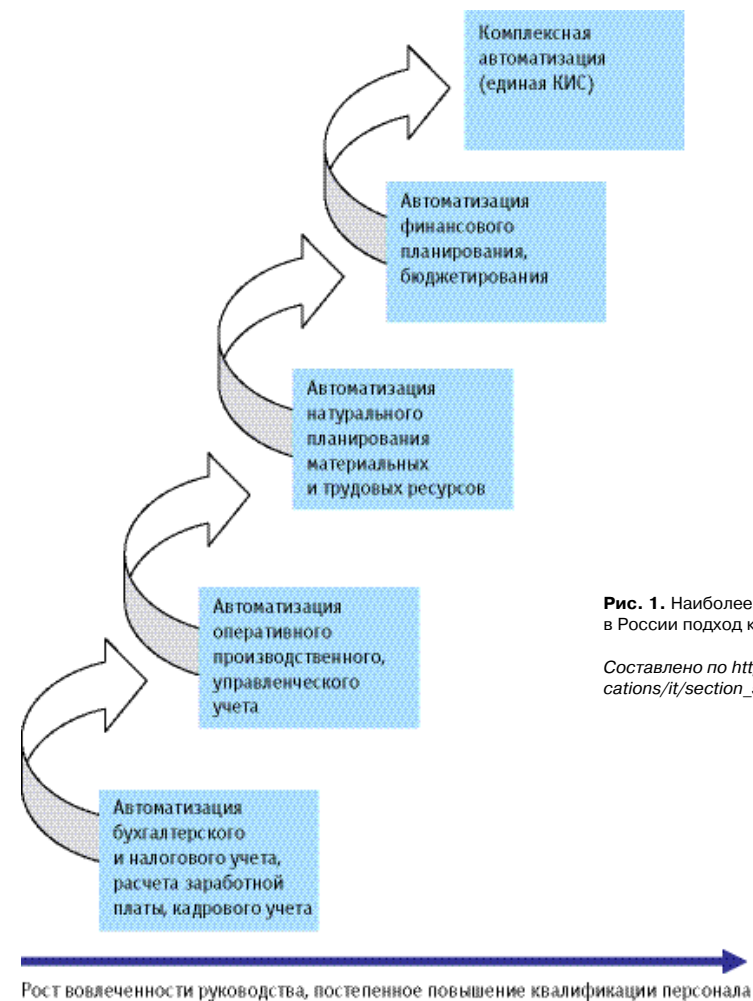 Комплексная
автоматизация
(единая КИС)
Автоматизация
финансового
планирования,
бюджетирования
Автоматизация
натурального
планирования
материальных
и трудовых ресурсов
Автоматизация
оперативного
производственного,
управленческого
учета
Рис. 1. Наиболее
в России подход к
Составлено по
cations/it/section_
Автоматизация
бухгалтерского
и налогового учета,
расчета заработной
платы, кадрового учета
Рост вовлеченности руководства, постепенное повышение квалификации персонала